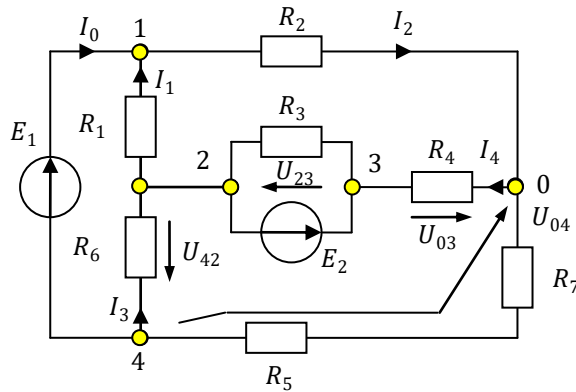 I₀ 1 R₂ I₂
I₁
E₁ R₁ R₃
2 U₂₃ 3 R₄ I₄ 0
R₆ U₄₂ E₂ U₀₃ U₀₄
I₃ R₇
4 R₅